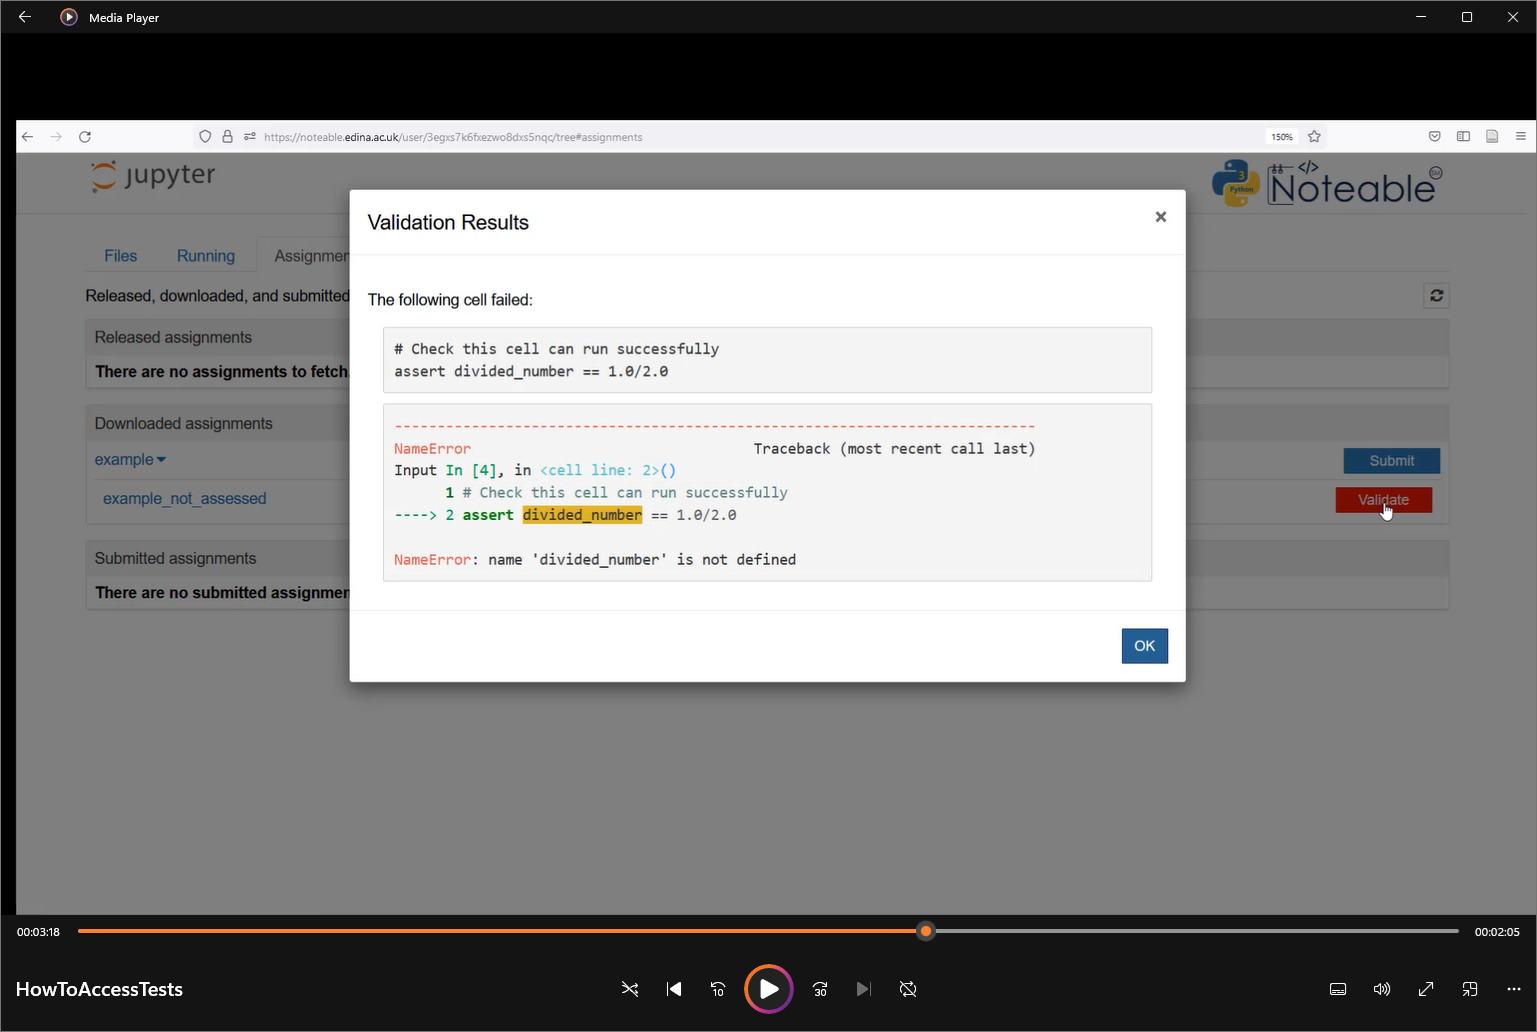 Media Player
https://noteable.edina.ac.uk/user/3egxs7k6fxezwo8dxs5nqc/tree#assignments
150%
jupyter
3
Python
</>
Noteable
SM
Validation Results
×
Files
Running
Assignmen
Released, downloaded, and submitted
The following cell failed:
Released assignments
# Check this cell can run successfully
There are no assignments to fetch.
assert divided_number == 1.0/2.0
Downloaded assignments
---------------------------------------------------------------------------
NameError Traceback (most recent call last)
example
Submit
Input In [4], in <cell line: 2>()
1 # Check this cell can run successfully
example_not_assessed
Validate
----> 2 assert divided_number == 1.0/2.0
Submitted assignments
NameError: name 'divided_number' is not defined
There are no submitted assignmen
OK
00:03:18
00:02:05
HowToAccessTests
10
30